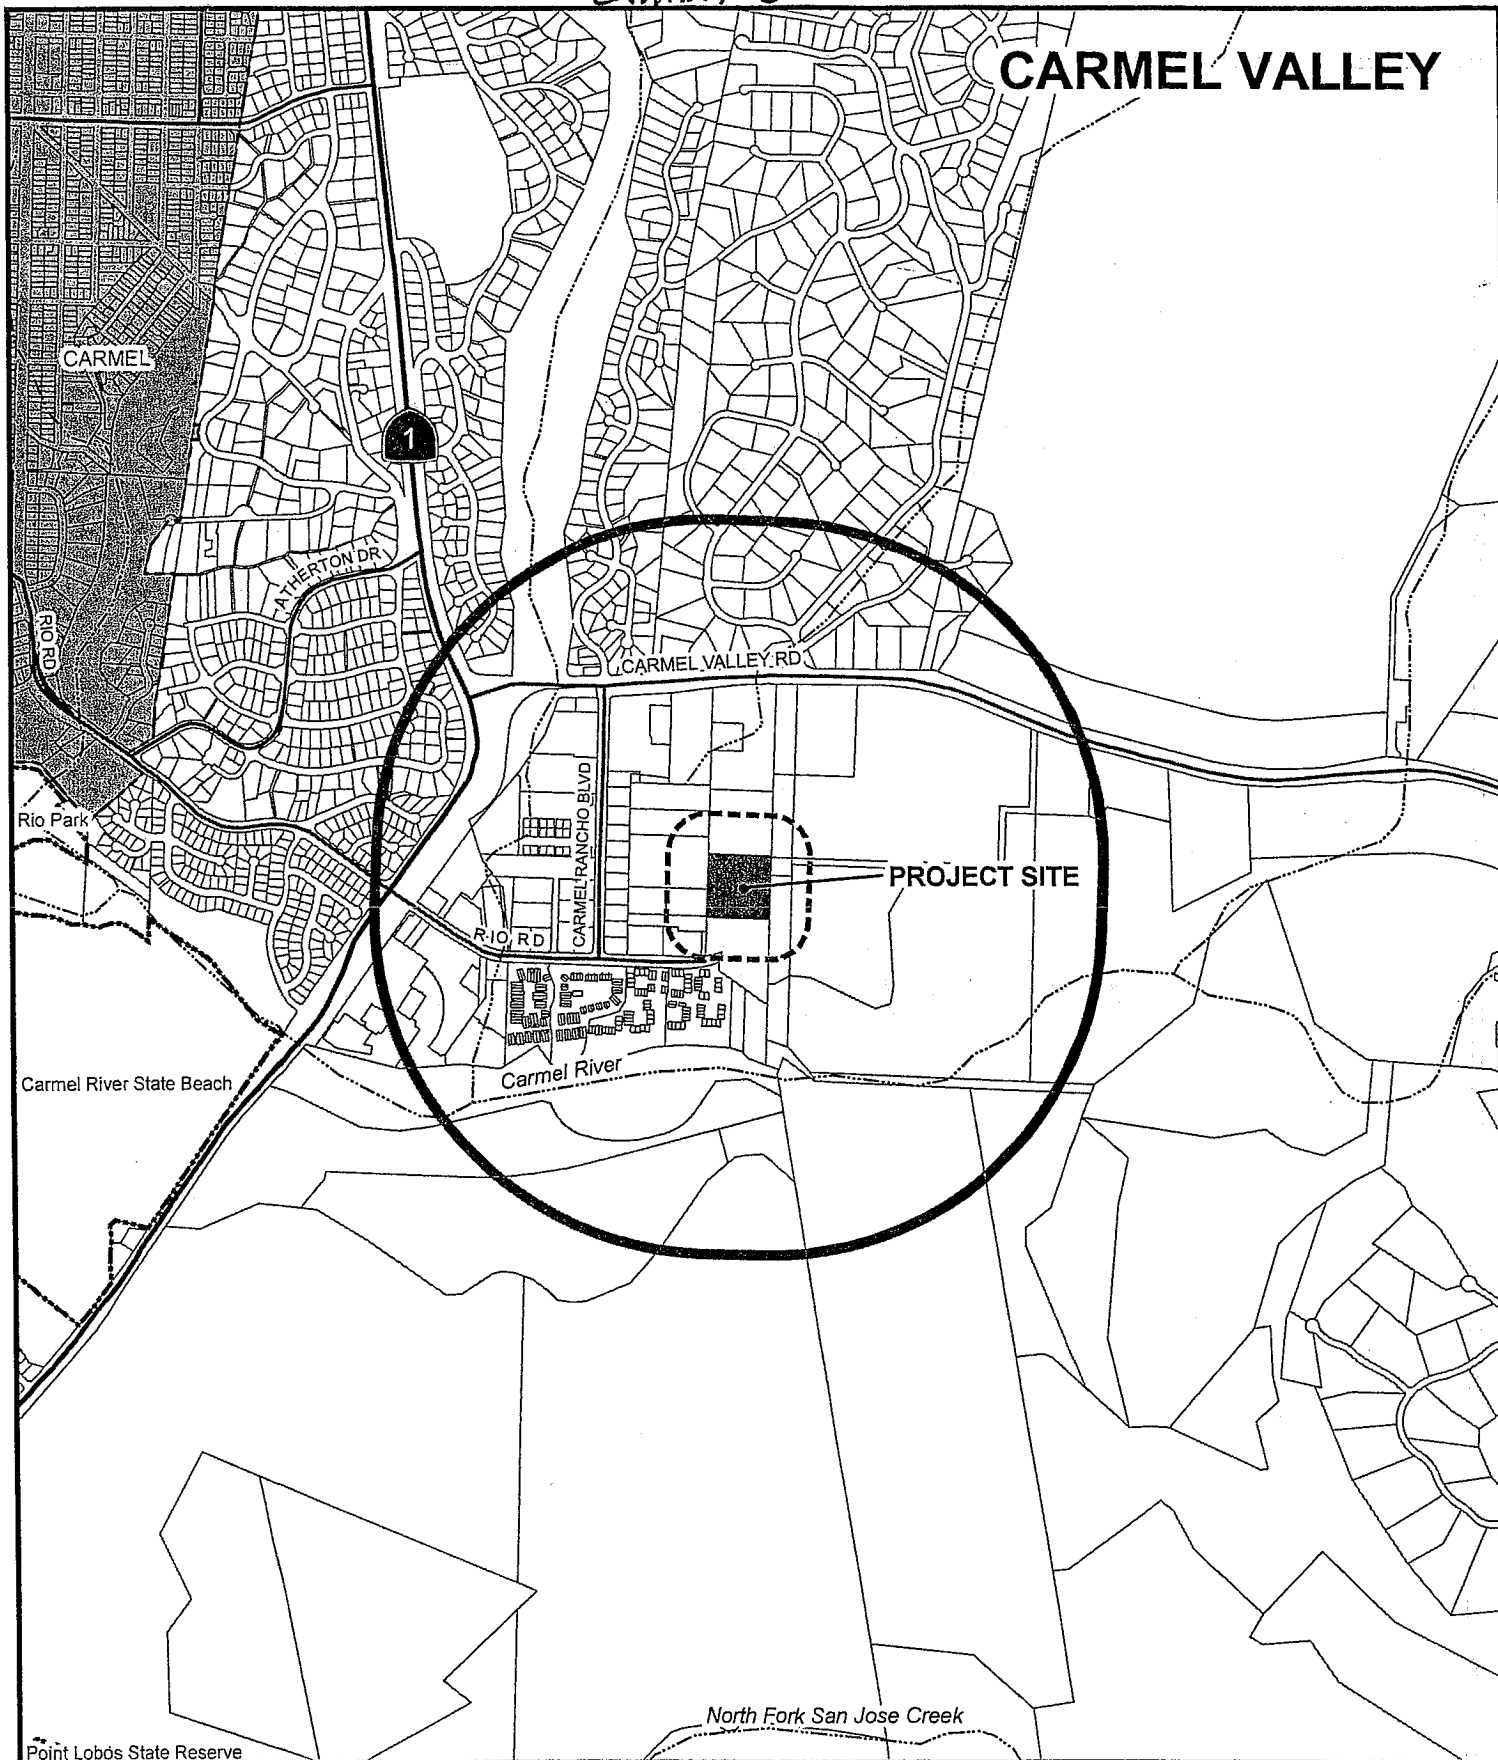 CARMEL VALLEY
CARMEL
1
ATHERTON DR
RIO RD
CARMEL VALLEY RD
CARMEL RANCHO BLVD
Rio Park
PROJECT SITE
RIO RD
Carmel River
Carmel River State Beach
North Fork San Jose Creek
Point Lobos State Reserve